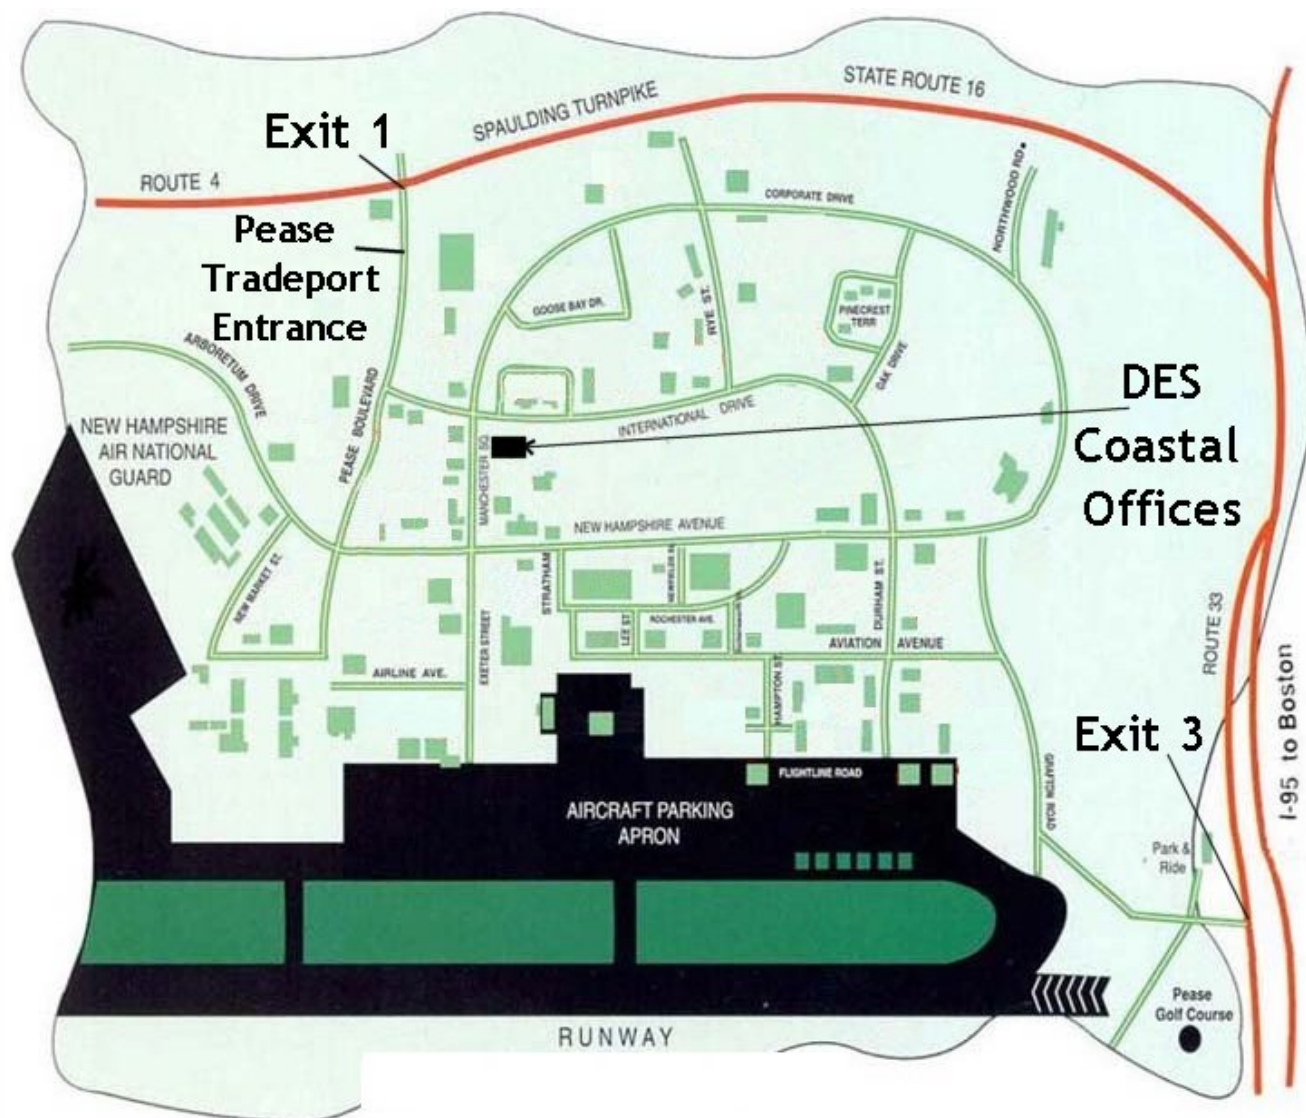 STATE ROUTE 16
SPAULDING TURNPIKE
Exit 1
ROUTE 4
Pease
Tradeport
Entrance
CORPORATE DRIVE
NORTHWOOD RD
GOOSE BAY DR.
RYE ST.
PINECREST
TERR
OAK DRIVE
ARBORETUM DRIVE
PEASE BOULEVARD
INTERNATIONAL DRIVE
DES
Coastal
Offices
NEW HAMPSHIRE
AIR NATIONAL
GUARD
MANCHESTER SQ
NEW HAMPSHIRE AVENUE
NEW MARKET ST.
STRATHAM
EXETER STREET
LEE ST
ROCHESTER AVE.
DURHAM ST.
AVIATION AVENUE
HAMPTON ST.
AIRLINE AVE.
ROUTE 33
I-95 to Boston
Exit 3
GRAFTON ROAD
FLIGHTLINE ROAD
AIRCRAFT PARKING
APRON
Park &
Ride
Pease
Golf Course
RUNWAY